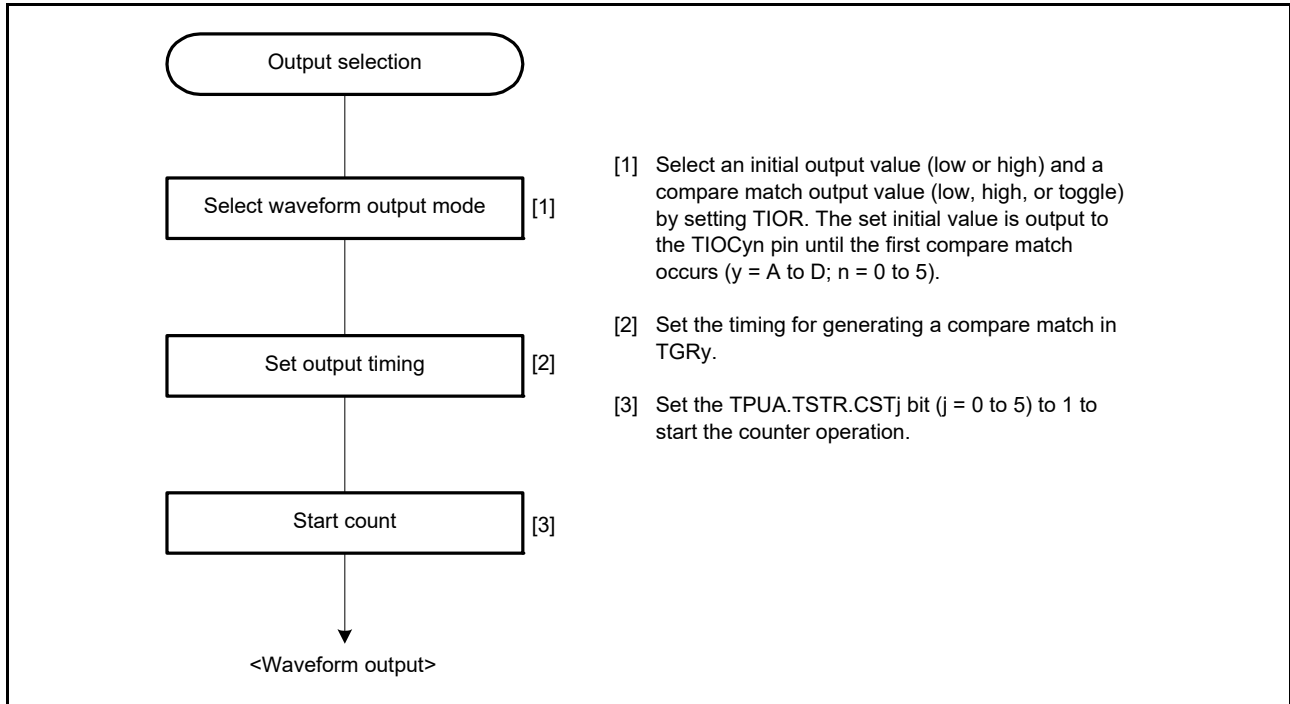 Output selection
Select waveform output mode [1]
Set output timing [2]
Start count [3]
<Waveform output>
[1] Select an initial output value (low or high) and a
compare match output value (low, high, or toggle)
by setting TIOR. The set initial value is output to
the TIOCyn pin until the first compare match
occurs (y = A to D; n = 0 to 5).
[2] Set the timing for generating a compare match in
TGRy.
[3] Set the TPUA.TSTR.CSTj bit (j = 0 to 5) to 1 to
start the counter operation.